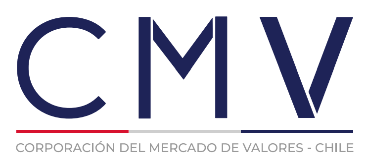 CMV
CORPORACIÓN DEL MERCADO DE VALORES - CHILE